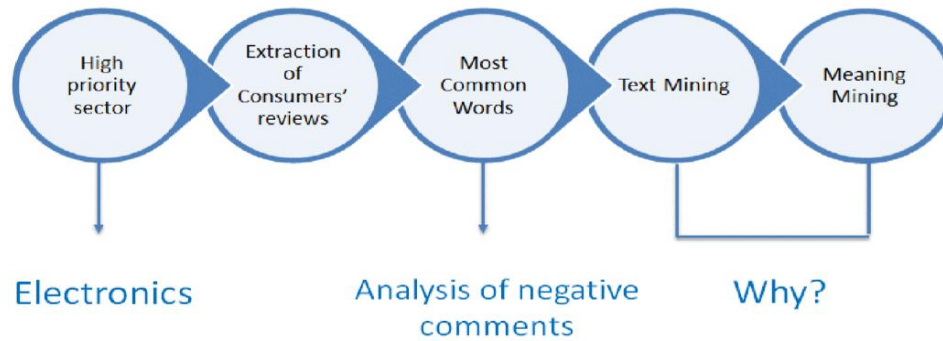 High
priority
sector
Extraction
of
Consumers’
reviews
Most
Common
Words
Text Mining
Meaning
Mining
Electronics
Analysis of negative
comments
Why?